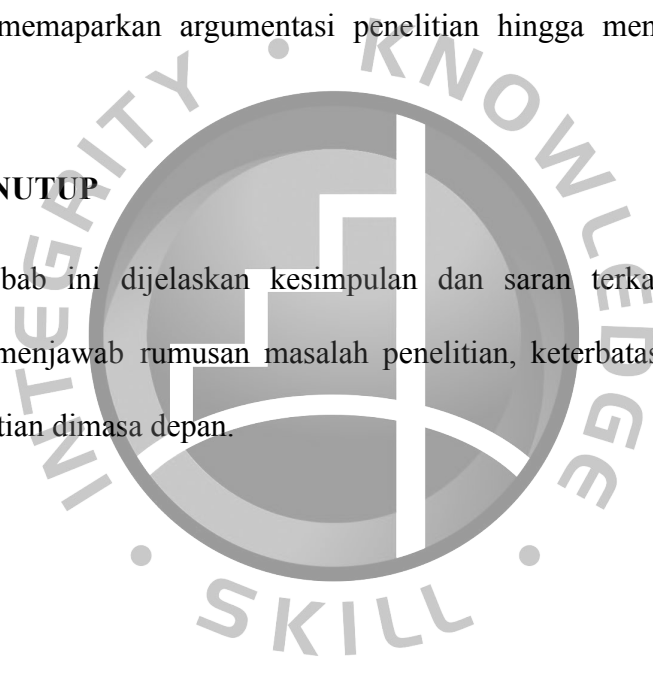 memaparkan argumentasi penelitian hingga men
KNOWLEDGE
INTEGRITY
NUTUP
bab ini dijelaskan kesimpulan dan saran terka
menjawab rumusan masalah penelitian, keterbatas
tian dimasa depan.
SKILL